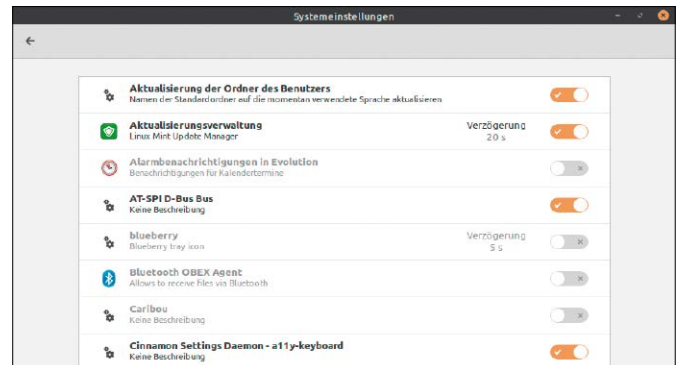 Systemeinstellungen
Aktualisierung der Ordner des Benutzers
Namen der Standardordner auf die momentan verwendete Sprache aktualisieren
Aktualisierungsverwaltung
Linux Mint Update Manager
Verzögerung
20 s
Alarmbenachrichtigungen in Evolution
Benachrichtigungen für Kalendertermine
AT-SPI D-Bus Bus
Keine Beschreibung
blueberry
Blueberry tray icon
Verzögerung
5 s
Bluetooth OBEX Agent
Allows to receive files via Bluetooth
Caribou
Keine Beschreibung
Cinnamon Settings Daemon - a11y-keyboard
Keine Beschreibung